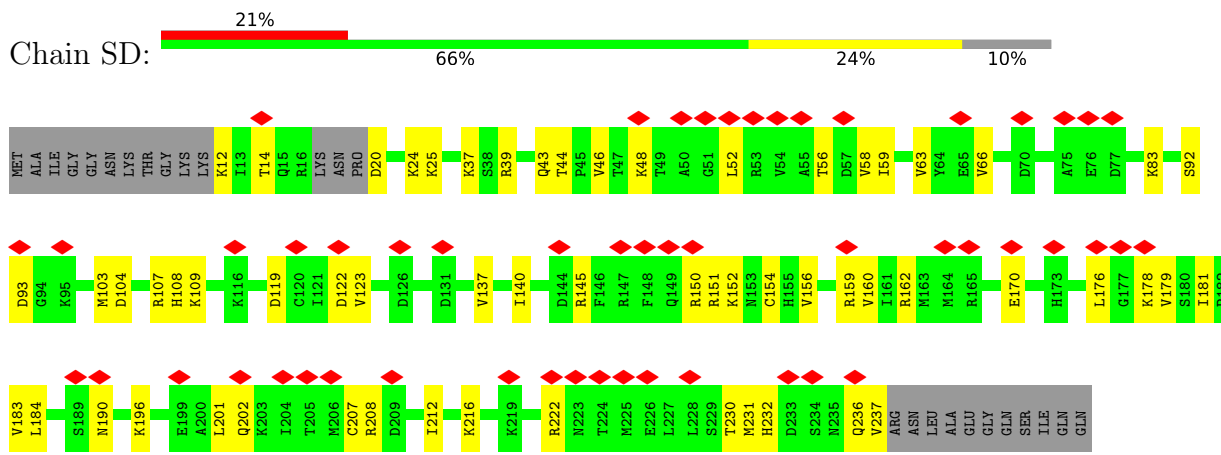 21%
Chain SD:
66% 24% 10%
MET ALA ILE GLY GLY ASN LYS THR GLY LYS LYS K12 I13 T14 Q15 R16 LYS ASN PRO D20 K24 K25 K37 S38 R39 Q43 T44 P45 V46 T47 K48 T49 A50 G51 L52 R53 V54 A55 T56 D57 V58 I59 V63 Y64 E65 V66 D70 A75 E76 D77 K83 S92
D93 G94 K95 M103 D104 R107 H108 K109 K116 D119 C120 I121 D122 V123 D126 D131 V137 I140 D144 R145 F146 R147 F148 Q149 R150 R151 K152 N153 C154 H155 V156 R159 V160 I161 R162 M163 M164 R165 E170 H173 L176 G177 K178 V179 S180 I181
V183 L184 S189 N190 K196 E199 A200 L201 Q202 K203 I204 T205 M206 C207 R208 D209 I212 K216 K219 R222 N223 T224 M225 E226 L227 L228 S229 T230 M231 H232 D233 S234 N235 Q236 V237 ARG ASN LEU ALA GLU GLY GLN SER ILE GLN GLN